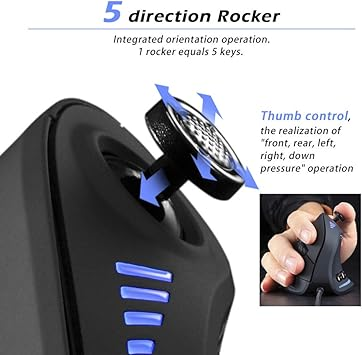 5 direction Rocker
Integrated orientation operation.
1 rocker equals 5 keys.
Thumb control,
the realization of
"front, rear, left,
right, down
pressure" operation